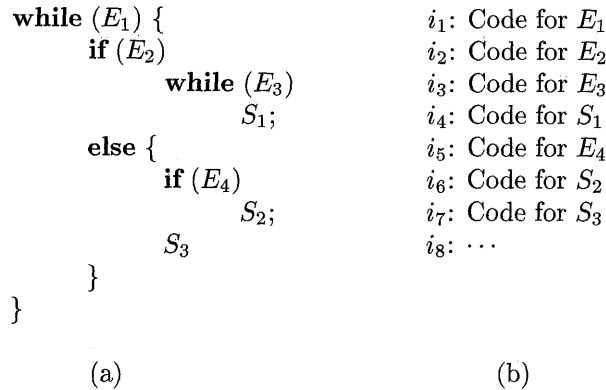 while (E₁) {
if (E₂)
while (E₃)
S₁;
else {
if (E₄)
S₂;
S₃
}
}
(a)
i₁: Code for E₁
i₂: Code for E₂
i₃: Code for E₃
i₄: Code for S₁
i₅: Code for E₄
i₆: Code for S₂
i₇: Code for S₃
i₈: ···
(b)